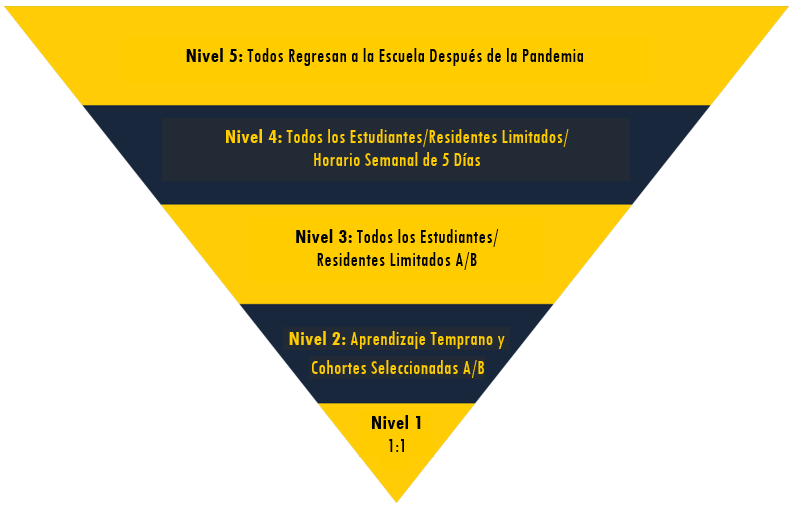 Nivel 5: Todos Regresan a la Escuela Después de la Pandemia
Nivel 4: Todos los Estudiantes/Residentes Limitados/
Horario Semanal de 5 Días
Nivel 3: Todos los Estudiantes/
Residentes Limitados A/B
Nivel 2: Aprendizaje Temprano y
Cohortes Seleccionadas A/B
Nivel 1
1:1